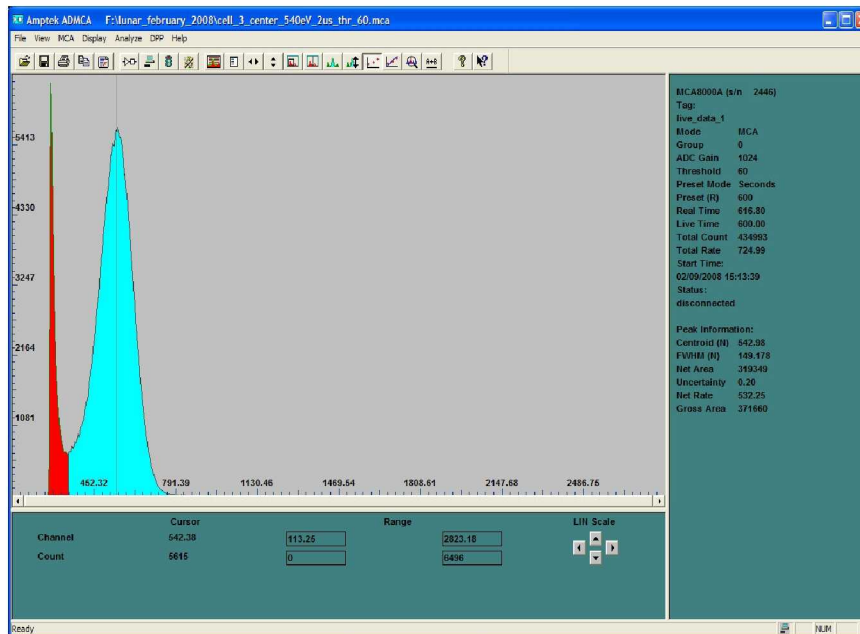 Amptek ADMCA F:\lunar_february_2008\cell_3_center_540eV_2us_thr_60.mca
File View MCA Display Analyze DPP Help
5413
4330
3247
2164
1081
452.32 791.39 1130.46 1469.54 1808.61 2147.68 2486.75
MCA8000A (s/n 2446)
Tag:
live_data_1
Mode MCA
Group 0
ADC Gain 1024
Threshold 60
Preset Mode Seconds
Preset (R) 600
Real Time 616.80
Live Time 600.00
Total Count 434993
Total Rate 724.99
Start Time:
02/09/2008 15:13:39
Status:
disconnected
Peak Information:
Centroid (N) 542.98
FWHM (N) 149.178
Net Area 319349
Uncertainty 0.20
Net Rate 532.25
Gross Area 371660
Cursor Range LIN Scale
Channel 542.38 113.25 2823.18
Count 5615 0 6496
Ready NUM